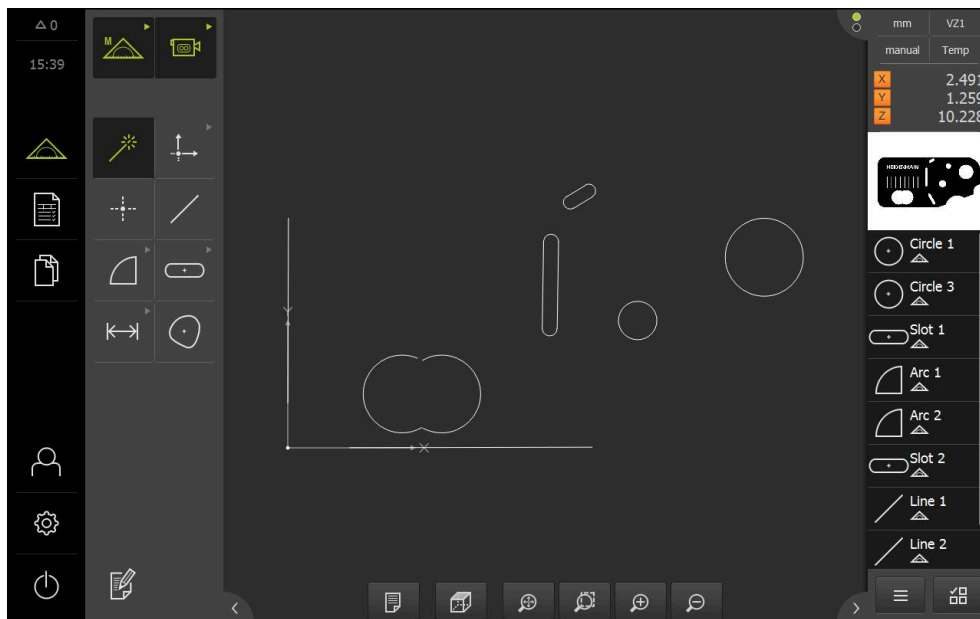 0
15:39
M
mm
VZ1
manual
Temp
X 2.491
Y 1.259
Z 10.228
HEIDENHAIN
Circle 1
Circle 3
Slot 1
Arc 1
Arc 2
Slot 2
Line 1
Line 2
Y
X